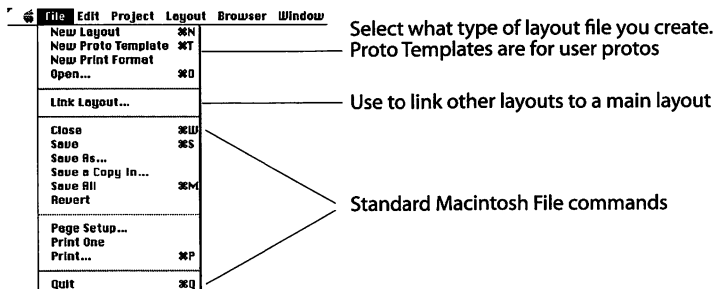 File Edit Project Layout Browser Window
New Layout ⌘N
New Proto Template ⌘T
New Print Format
Open... ⌘O
Link Layout...
Close ⌘W
Save ⌘S
Save As...
Save a Copy In...
Save All ⌘M
Revert
Page Setup...
Print One
Print... ⌘P
Quit ⌘Q
Select what type of layout file you create.
Proto Templates are for user protos
Use to link other layouts to a main layout
Standard Macintosh File commands